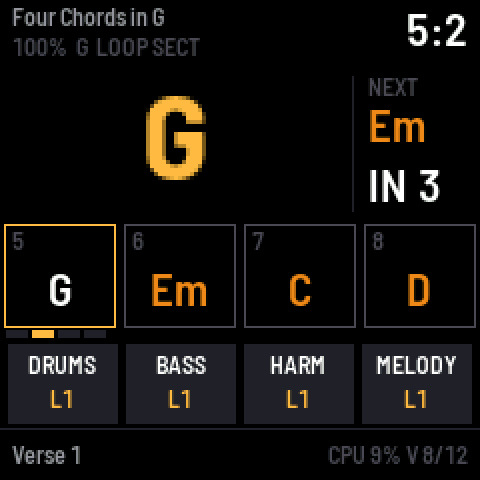 Four Chords in G
5:2
100% G LOOP SECT
G
NEXT
Em
IN 3
5 6 7 8
G Em C D
DRUMS BASS HARM MELODY
L1 L1 L1 L1
Verse 1 CPU 9% V 8/12